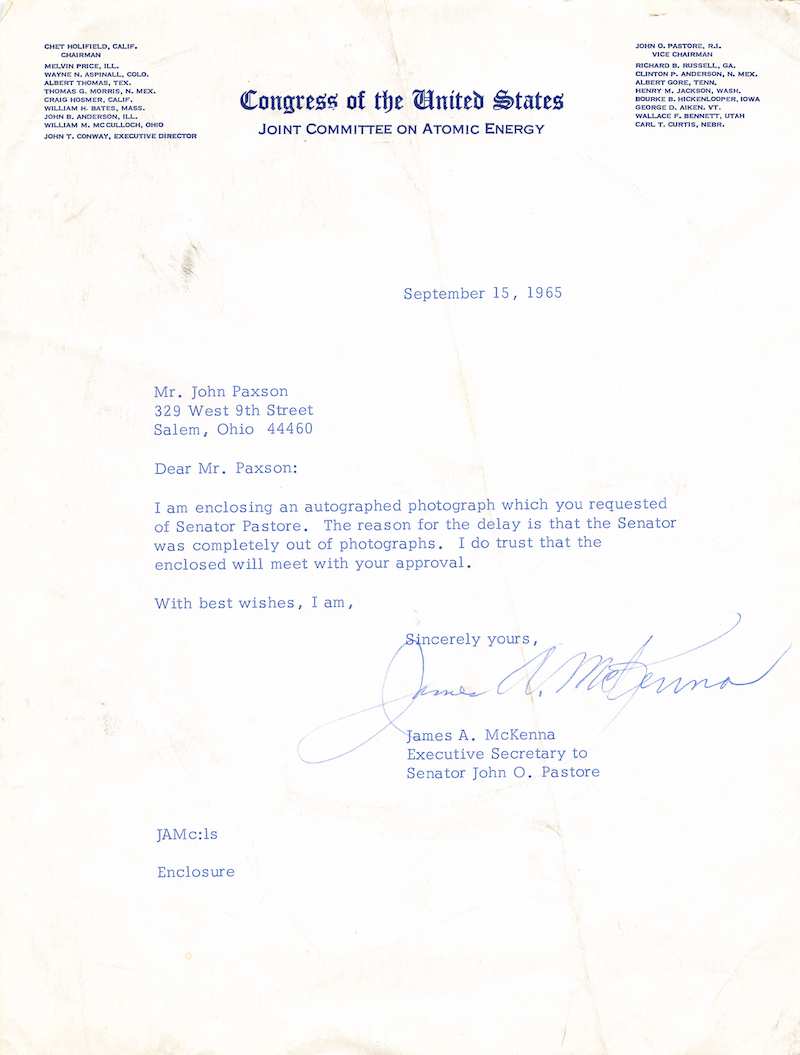 CHET HOLIFIELD, CALIF.
CHAIRMAN
MELVIN PRICE, ILL.
WAYNE N. ASPINALL, COLO.
ALBERT THOMAS, TEX.
THOMAS G. MORRIS, N. MEX.
CRAIG HOSMER, CALIF.
WILLIAM H. BATES, MASS.
JOHN B. ANDERSON, ILL.
WILLIAM M. MC CULLOCH, OHIO
JOHN T. CONWAY, EXECUTIVE DIRECTOR
JOHN O. PASTORE, R.I.
VICE CHAIRMAN
RICHARD B. RUSSELL, GA.
CLINTON P. ANDERSON, N. MEX.
ALBERT GORE, TENN.
HENRY M. JACKSON, WASH.
BOURKE B. HICKENLOOPER, IOWA
GEORGE D. AIKEN, VT.
WALLACE F. BENNETT, UTAH
CARL T. CURTIS, NEBR.
Congress of the United States
JOINT COMMITTEE ON ATOMIC ENERGY
September 15, 1965
Mr. John Paxson
329 West 9th Street
Salem, Ohio 44460
Dear Mr. Paxson:
I am enclosing an autographed photograph which you requested
of Senator Pastore. The reason for the delay is that the Senator
was completely out of photographs. I do trust that the
enclosed will meet with your approval.
With best wishes, I am,
Sincerely yours,
James A. McKenna
James A. McKenna
Executive Secretary to
Senator John O. Pastore
JAMc:ls
Enclosure